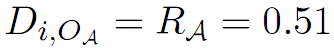 $D_{i,O_{\mathcal{A}}} = R_{\mathcal{A}} = 0.51$